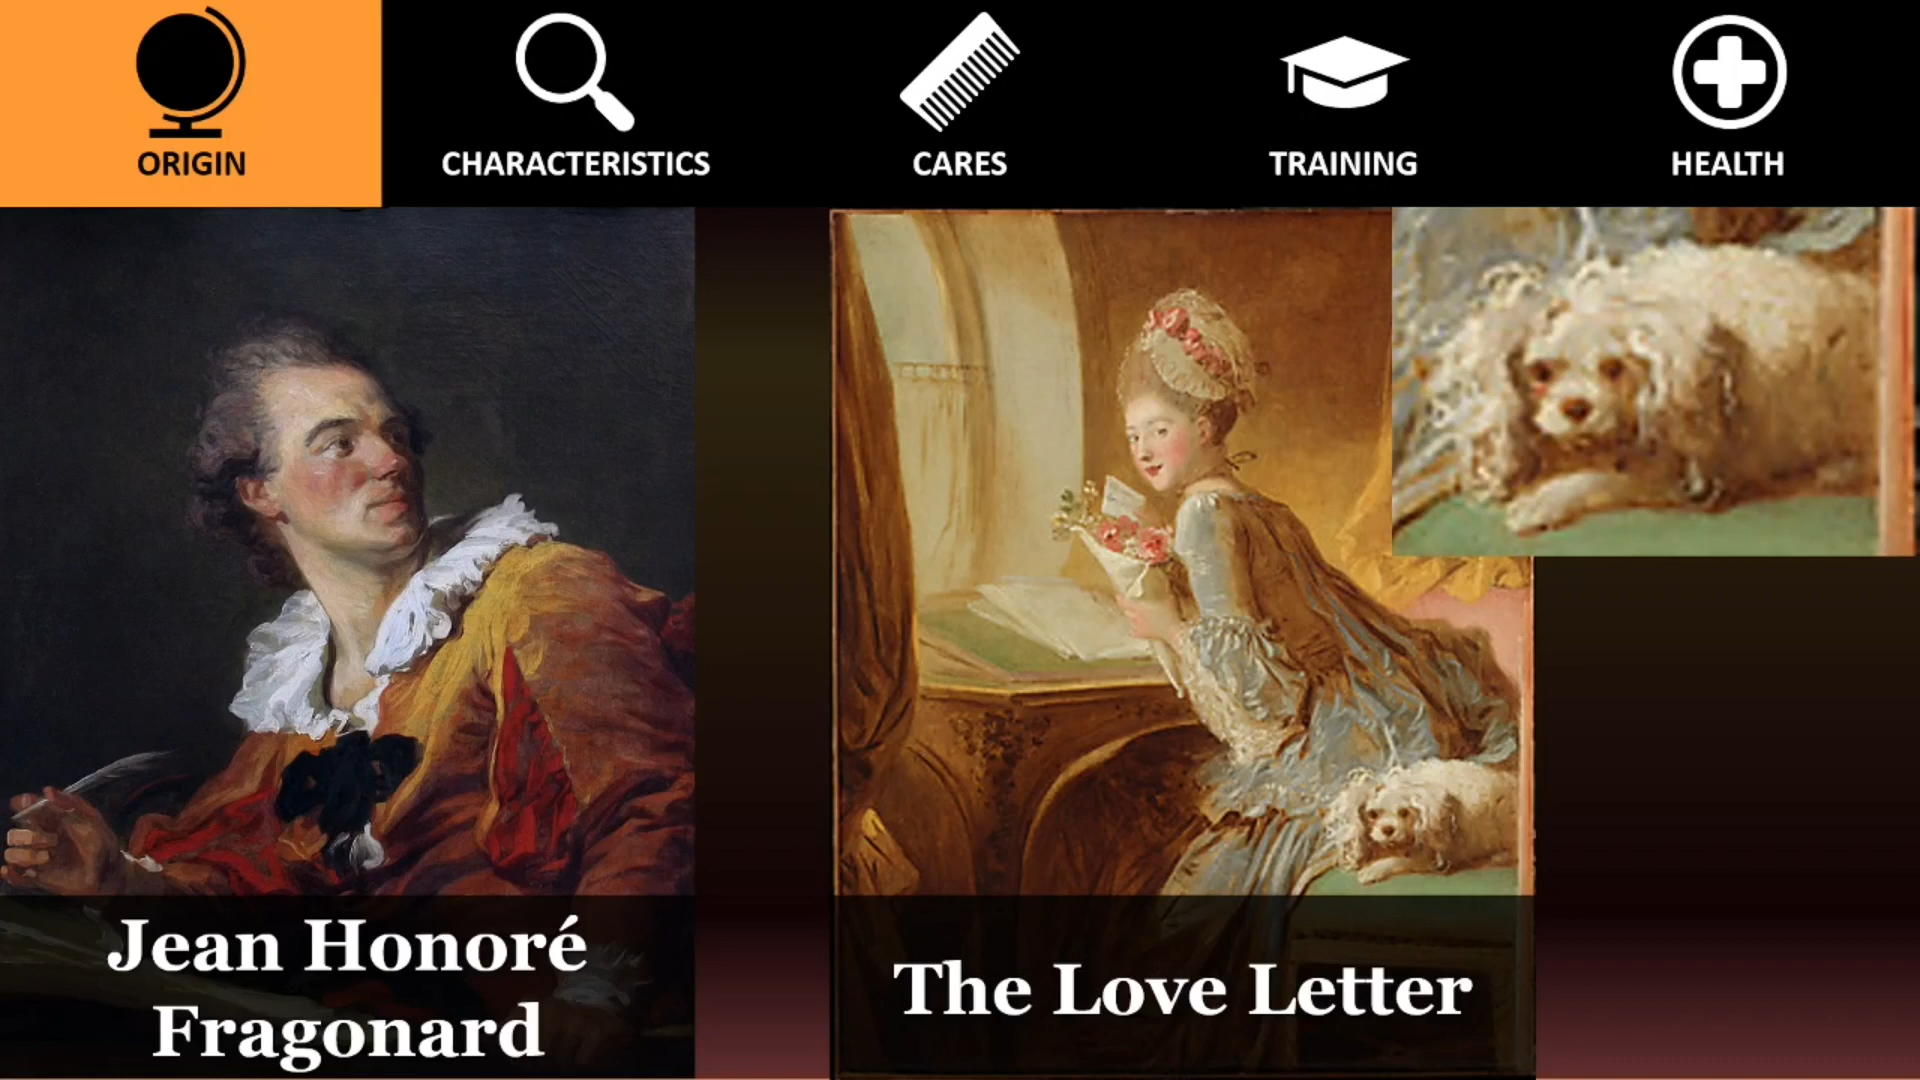 ORIGIN
CHARACTERISTICS
CARES
TRAINING
HEALTH
Jean Honoré
Fragonard
The Love Letter